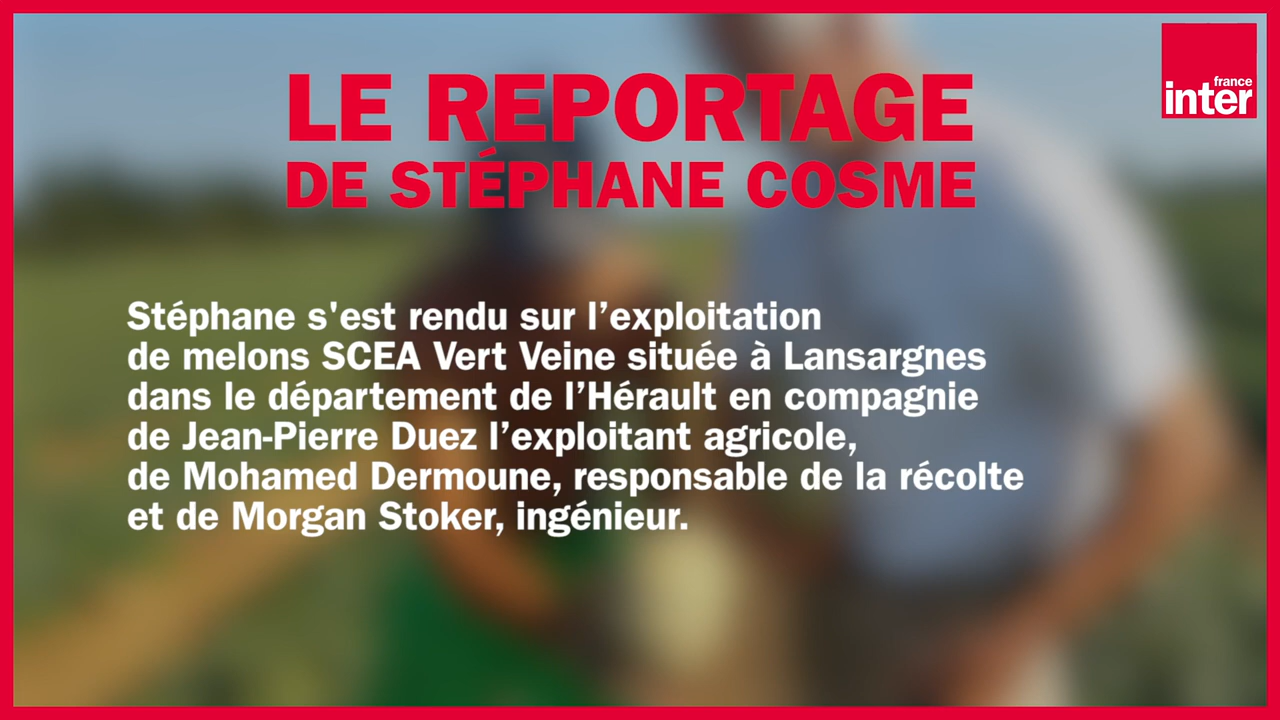 LE REPORTAGE
DE STÉPHANE COSME
france
inter
Stéphane s'est rendu sur l’exploitation
de melons SCEA Vert Veine située à Lansargnes
dans le département de l’Hérault en compagnie
de Jean-Pierre Duez l’exploitant agricole,
de Mohamed Dermoune, responsable de la récolte
et de Morgan Stoker, ingénieur.